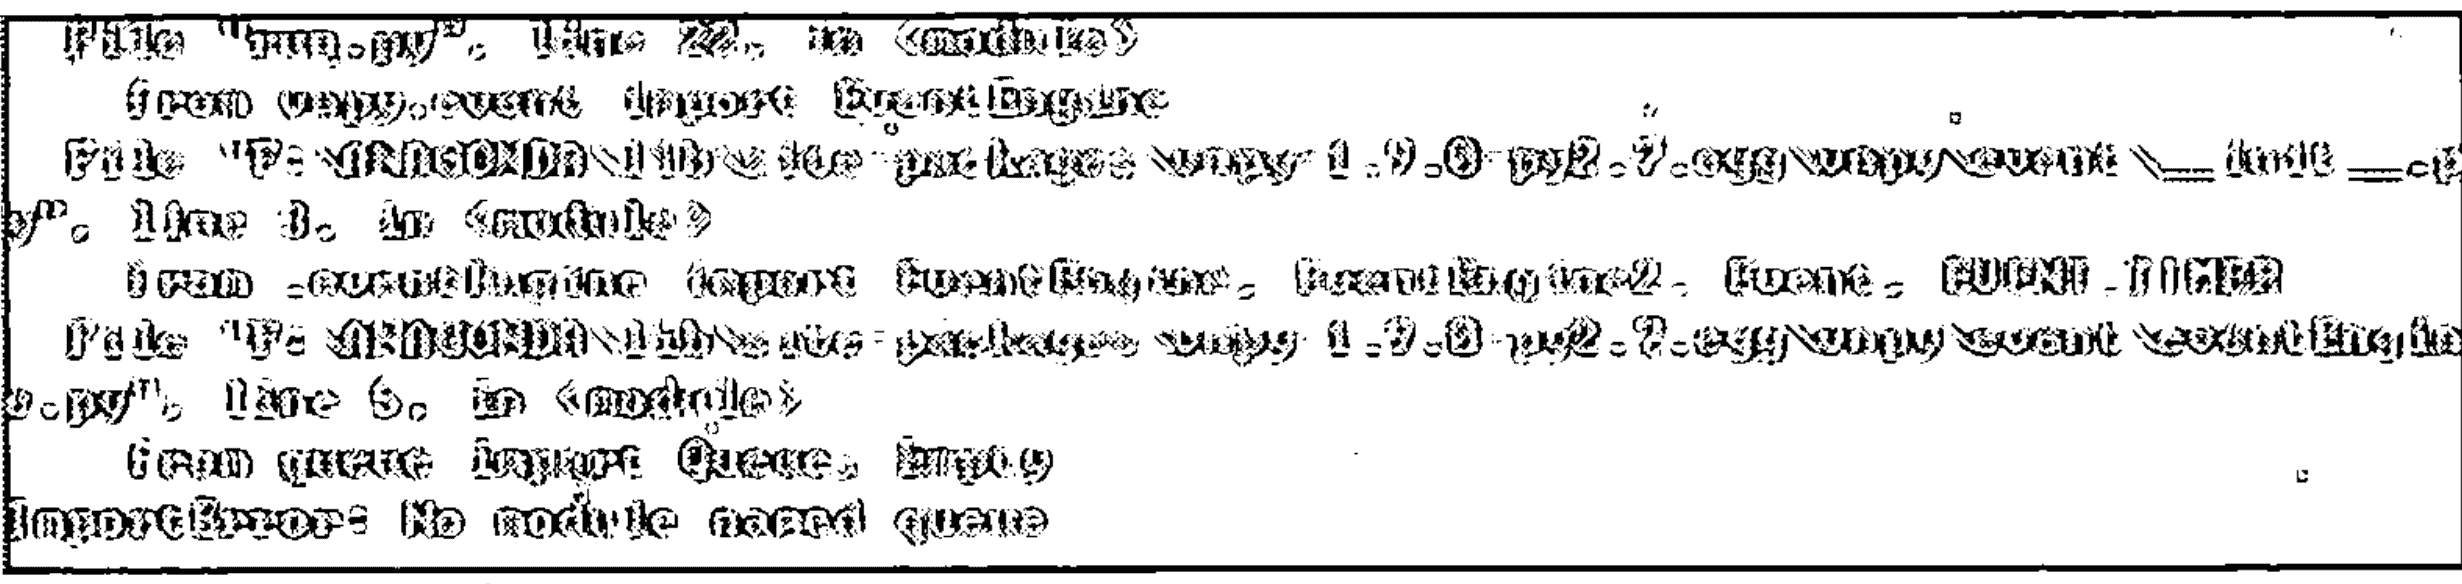 File "run.py", line 22, in <module>
from vnpy.event import EventEngine
File "F:\ANACONDA\lib\site-packages\vnpy-1.9.0-py2.7.egg\vnpy\event\__init__.p
y", line 3, in <module>
from .eventEngine import EventEngine, EventEngine2, Event, EVENT_TIMER
File "F:\ANACONDA\lib\site-packages\vnpy-1.9.0-py2.7.egg\vnpy\event\eventEngin
e.py", line 6, in <module>
from queue import Queue, Empty
ImportError: No module named queue